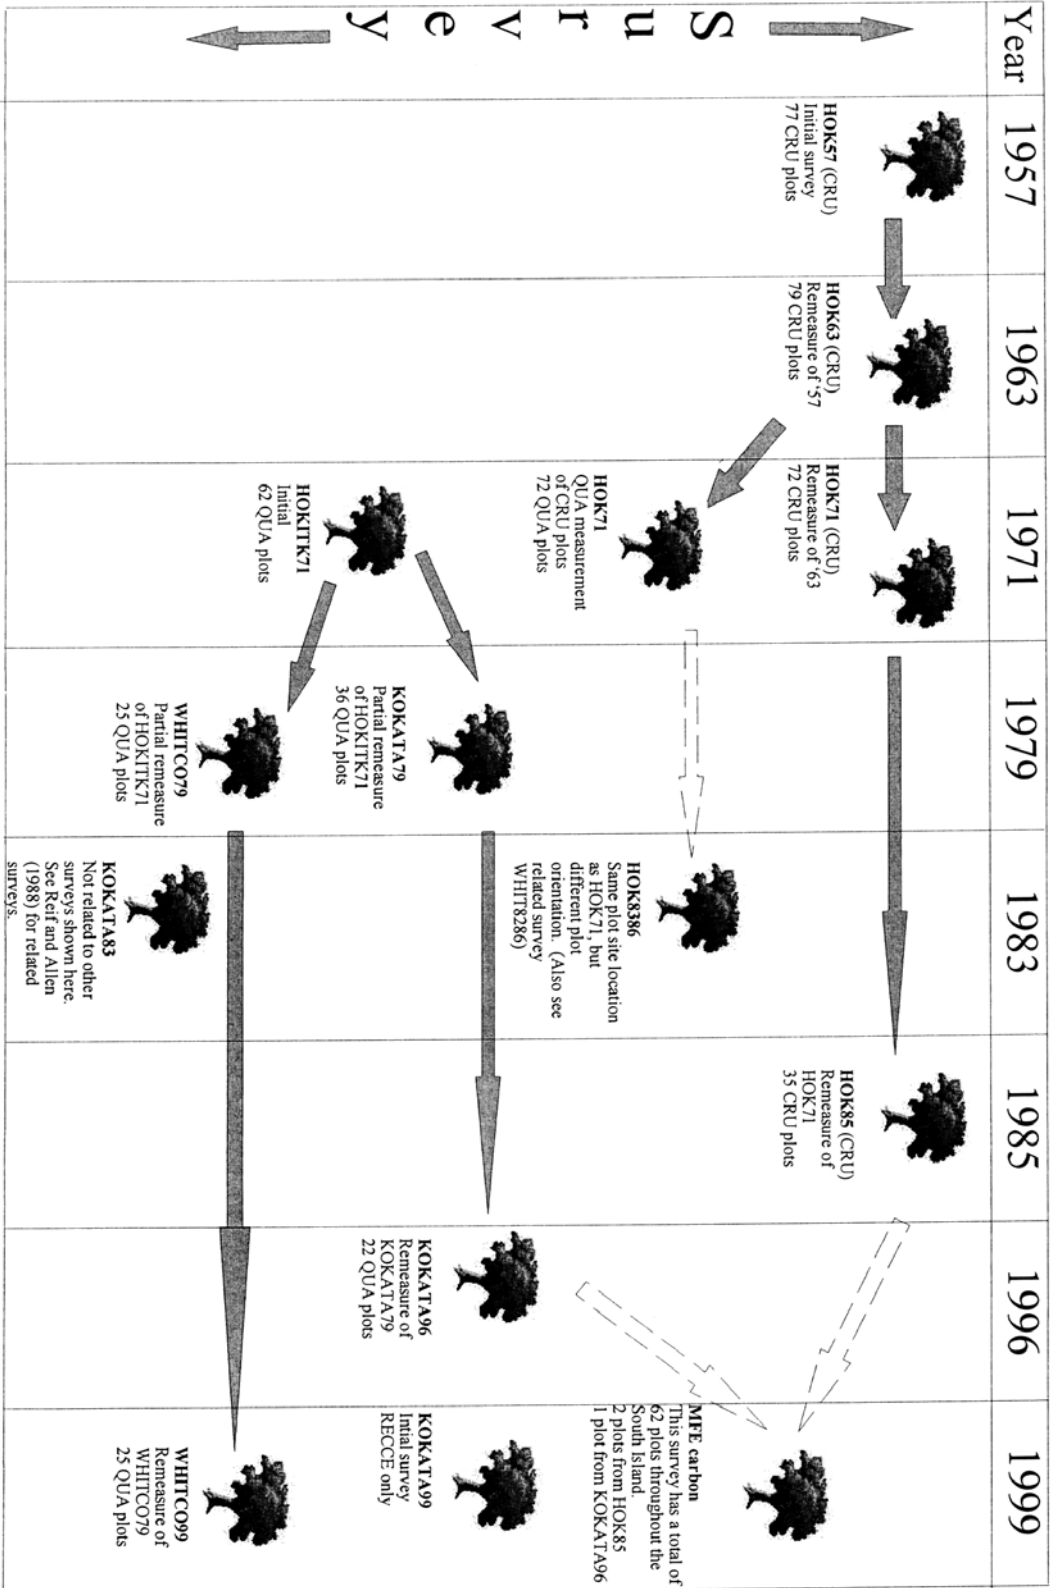 Year
1957
1963
1971
1979
1983
1985
1996
1999
Survey
HOK57 (CRU)
Initial survey
77 CRU plots
HOK63 (CRU)
Remeasure of '57
79 CRU plots
HOK71 (CRU)
Remeasure of '63
72 CRU plots
HOK71
QUA measurement
of CRU plots
72 QUA plots
HOKITK71
Initial
62 QUA plots
KOKATA79
Partial remeasure
of HOKITK71
36 QUA plots
WHITCO79
Partial remeasure
of HOKITK71
25 QUA plots
HOK8386
Same plot site location
as HOK71, but
different plot
orientation. (Also see
related survey
WHIT8286)
KOKATA83
Not related to other
surveys shown here.
See Reif and Allen
(1988) for related
surveys.
HOK85 (CRU)
Remeasure of
HOK71
35 CRU plots
KOKATA96
Remeasure of
KOKATA79
22 QUA plots
MFE carbon
This survey has a total of
62 plots throughout the
South Island.
2 plots from HOK85
1 plot from KOKATA96
KOKATA99
Intial survey
RECCE only
WHITCO99
Remeasure of
WHITCO79
25 QUA plots